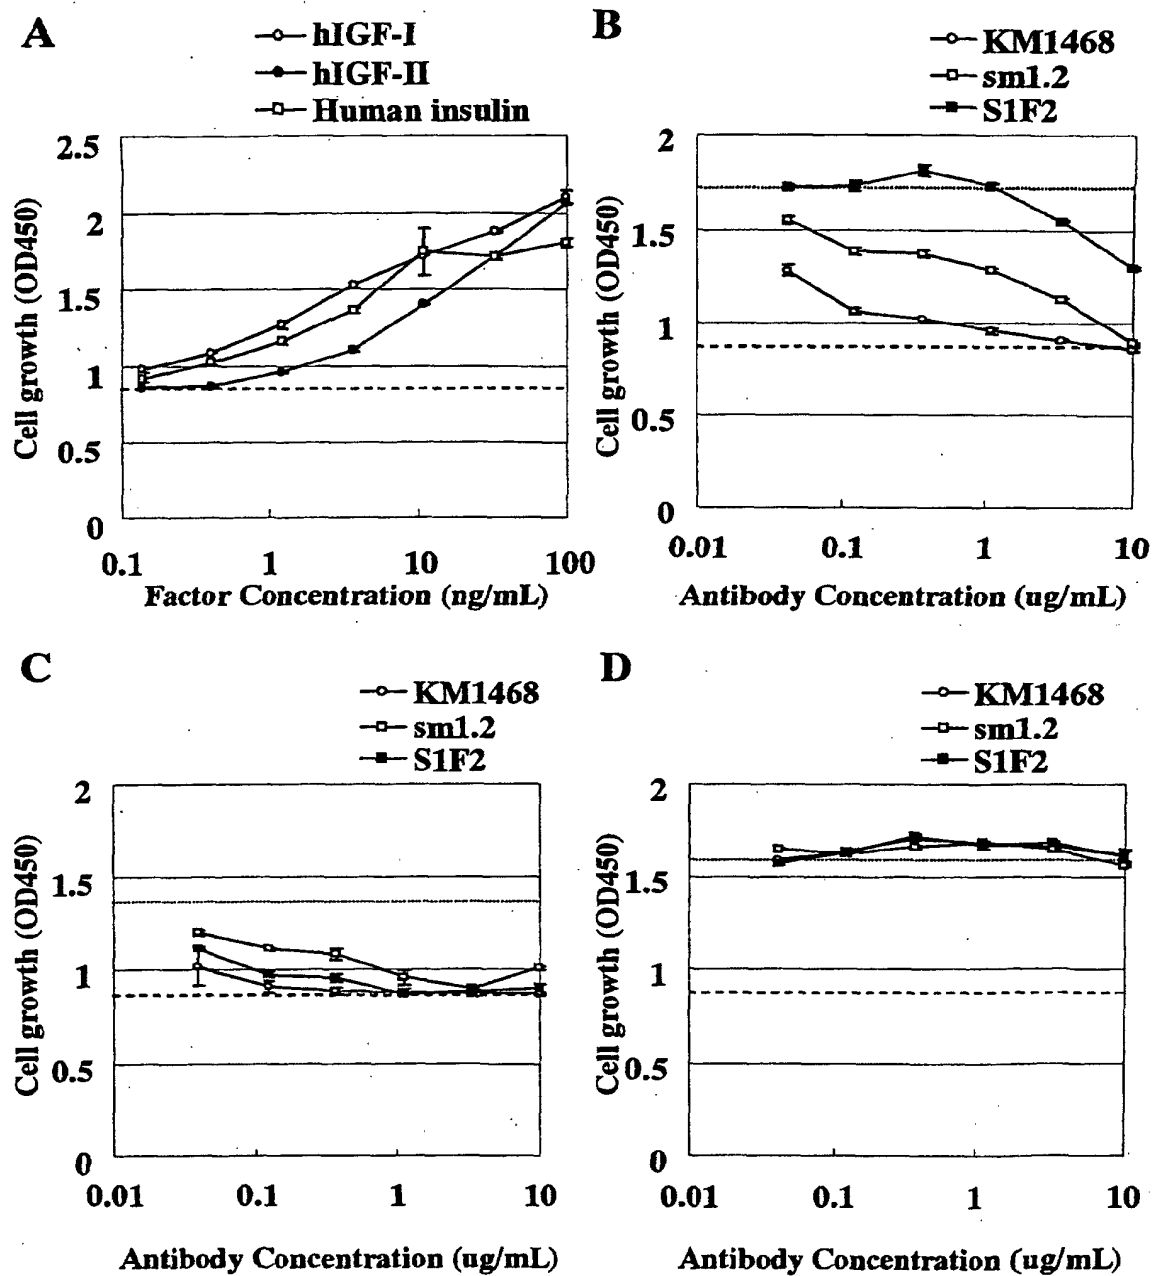 A
hIGF-I
hIGF-II
Human insulin
2.5
2
1.5
1
0.5
0
0.1 1 10 100
Cell growth (OD450)
Factor Concentration (ng/mL)
B
KM1468
sm1.2
S1F2
2
1.5
1
0.5
0
0.01 0.1 1 10
Cell growth (OD450)
Antibody Concentration (ug/mL)
C
KM1468
sm1.2
S1F2
2
1.5
1
0.5
0
0.01 0.1 1 10
Cell growth (OD450)
Antibody Concentration (ug/mL)
D
KM1468
sm1.2
S1F2
2
1.5
1
0.5
0
0.01 0.1 1 10
Cell growth (OD450)
Antibody Concentration (ug/mL)